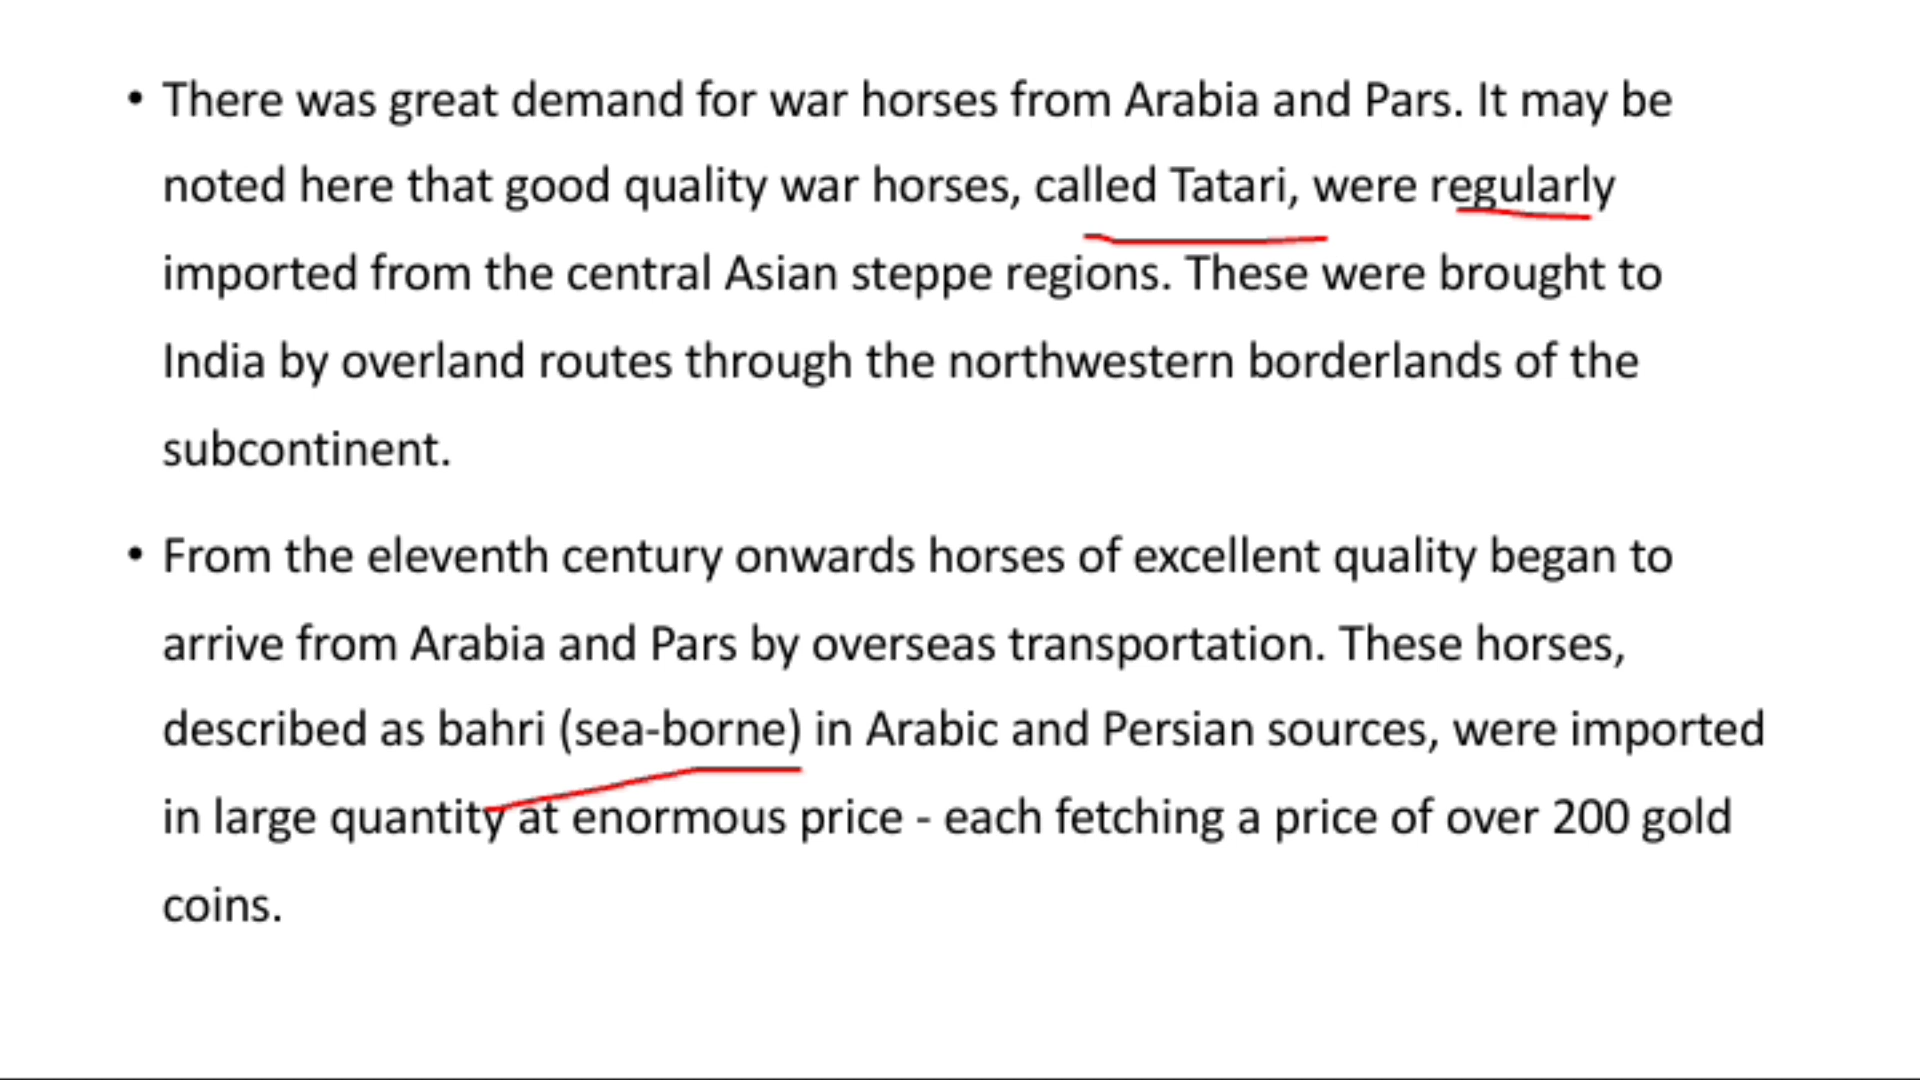 • There was great demand for war horses from Arabia and Pars. It may be
noted here that good quality war horses, called Tatari, were regularly
imported from the central Asian steppe regions. These were brought to
India by overland routes through the northwestern borderlands of the
subcontinent.
• From the eleventh century onwards horses of excellent quality began to
arrive from Arabia and Pars by overseas transportation. These horses,
described as bahri (sea-borne) in Arabic and Persian sources, were imported
in large quantity at enormous price - each fetching a price of over 200 gold
coins.